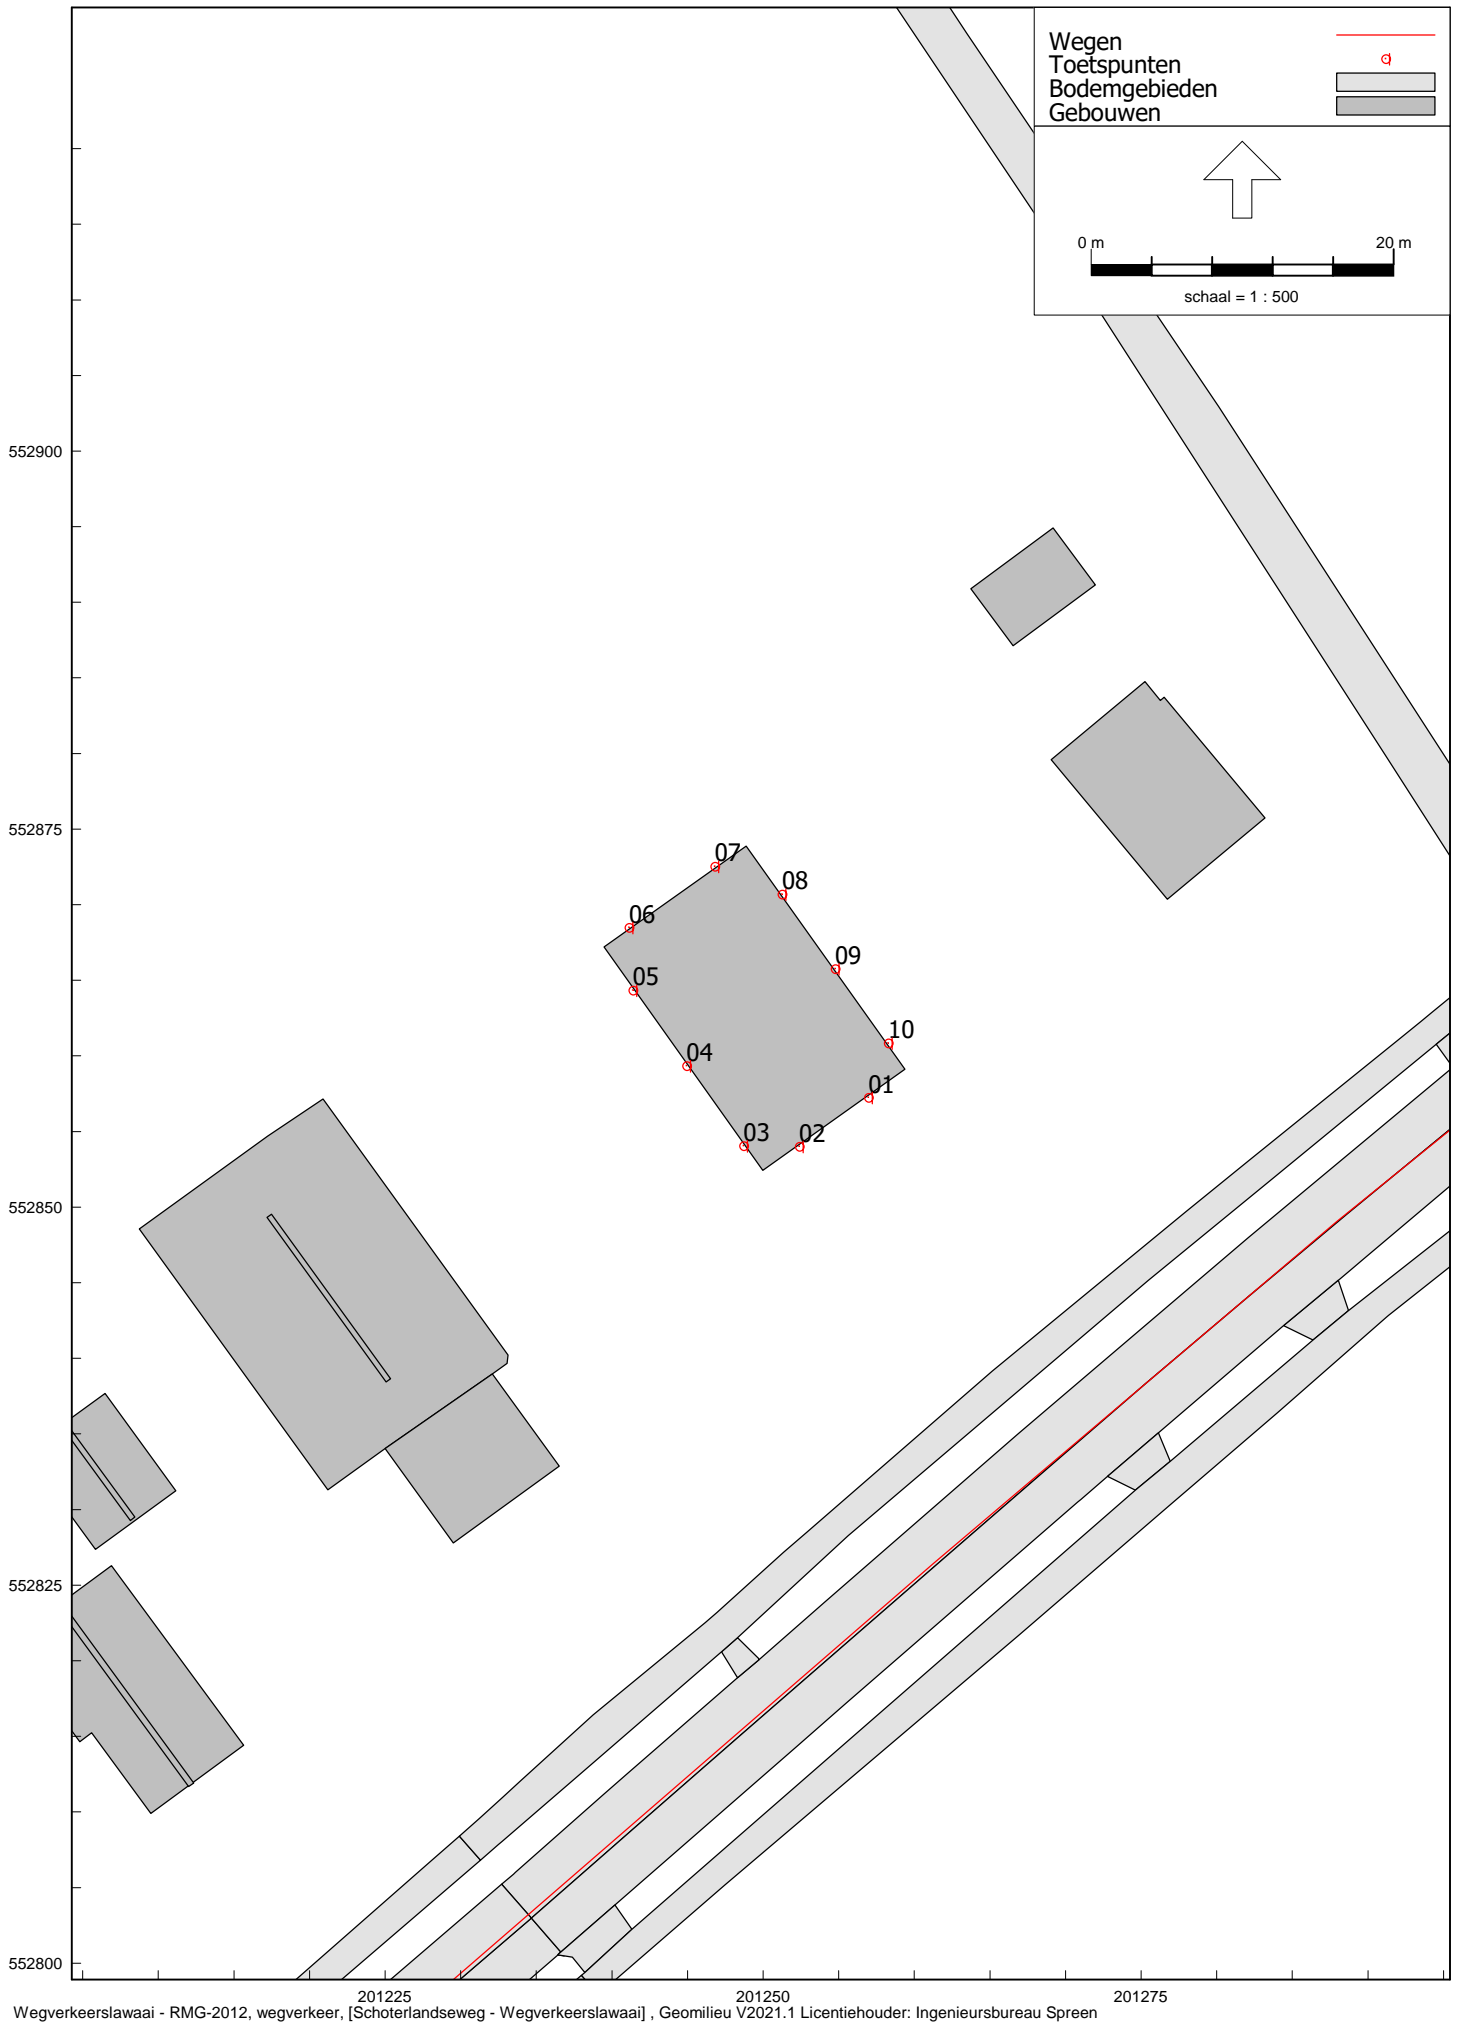 Wegen
Toetspunten
Bodemgebieden
Gebouwen
0 m 20 m
schaal = 1 : 500
552900
552875
07
08
06
09
05
10
04
01
03
02
552850
552825
552800
201225 201250 201275
Wegverkeerslawaai - RMG-2012, wegverkeer, [Schoterlandseweg - Wegverkeerslawaai] , Geomilieu V2021.1 Licentiehouder: Ingenieursbureau Spreen